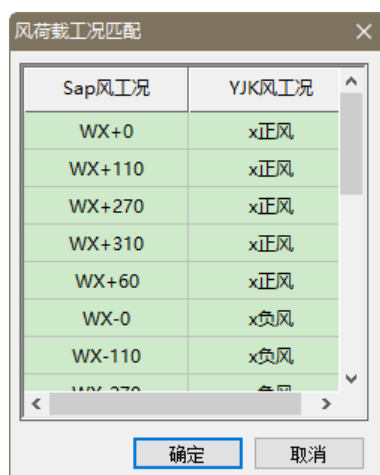 风荷载工况匹配
Sap风工况 YJK风工况
WX+0 x正风
WX+110 x正风
WX+270 x正风
WX+310 x正风
WX+60 x正风
WX-0 x负风
WX-110 x负风
确定 取消